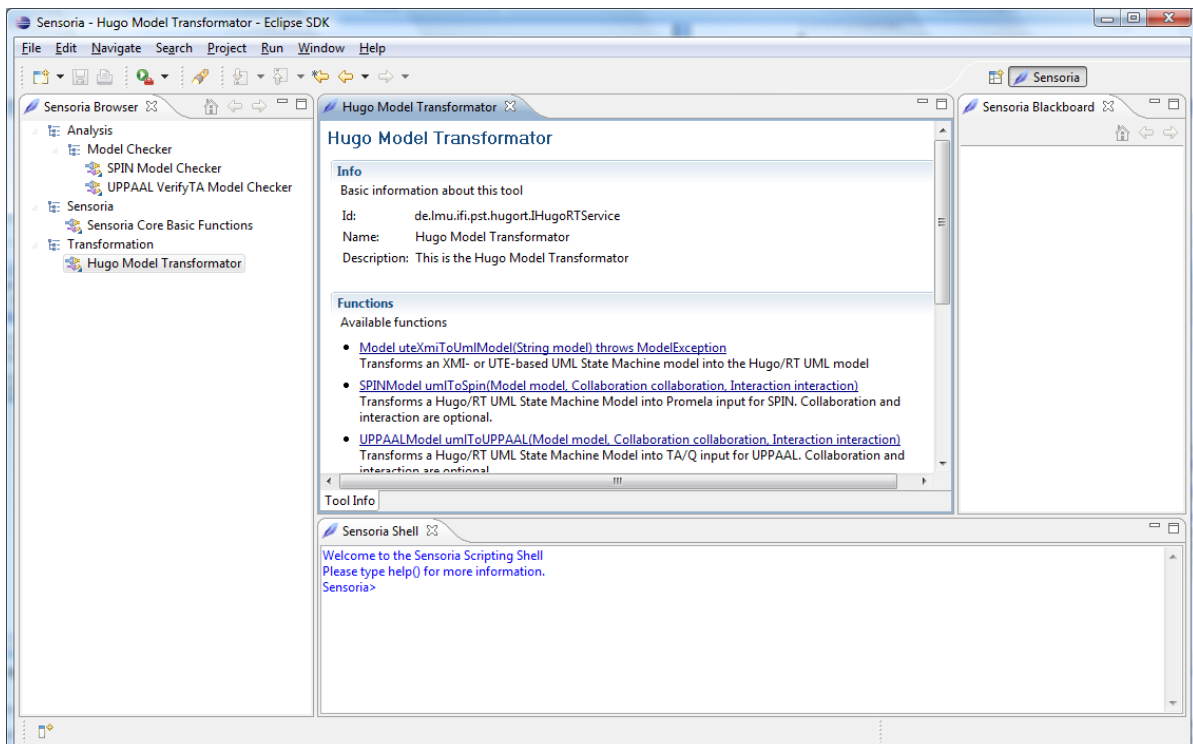 Sensoria - Hugo Model Transformator - Eclipse SDK
File Edit Navigate Search Project Run Window Help
Sensoria
Sensoria Browser
Analysis
Model Checker
SPIN Model Checker
UPPAAL VerifyTA Model Checker
Sensoria
Sensoria Core Basic Functions
Transformation
Hugo Model Transformator
Hugo Model Transformator
Hugo Model Transformator
Info
Basic information about this tool
Id: de.lmu.ifi.pst.hugort.IHugoRTService
Name: Hugo Model Transformator
Description: This is the Hugo Model Transformator
Functions
Available functions
• Model uteXmiToUmlModel(String model) throws ModelException
Transforms an XMI- or UTE-based UML State Machine model into the Hugo/RT UML model
• SPINModel umlToSpin(Model model, Collaboration collaboration, Interaction interaction)
Transforms a Hugo/RT UML State Machine Model into Promela input for SPIN. Collaboration and
interaction are optional.
• UPPAALModel umlToUPPAAL(Model model, Collaboration collaboration, Interaction interaction)
Transforms a Hugo/RT UML State Machine Model into TA/Q input for UPPAAL. Collaboration and
interaction are optional
Tool Info
Sensoria Blackboard
Sensoria Shell
Welcome to the Sensoria Scripting Shell
Please type help() for more information.
Sensoria>